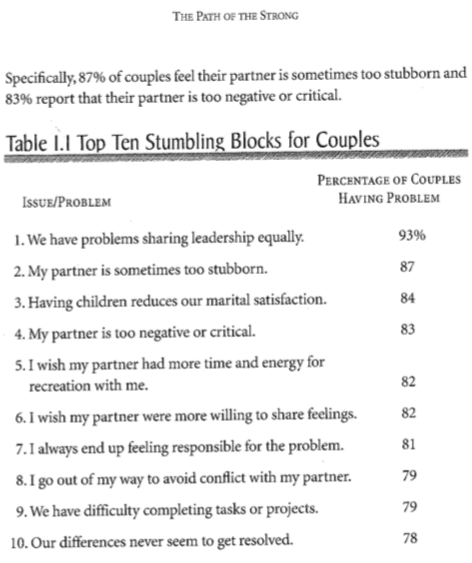 THE PATH OF THE STRONG
Specifically, 87% of couples feel their partner is sometimes too stubborn and
83% report that their partner is too negative or critical.
Table 1.1 Top Ten Stumbling Blocks for Couples
PERCENTAGE OF COUPLES
ISSUE/PROBLEM HAVING PROBLEM
1. We have problems sharing leadership equally. 93%
2. My partner is sometimes too stubborn. 87
3. Having children reduces our marital satisfaction. 84
4. My partner is too negative or critical. 83
5. I wish my partner had more time and energy for
recreation with me. 82
6. I wish my partner were more willing to share feelings. 82
7. I always end up feeling responsible for the problem. 81
8. I go out of my way to avoid conflict with my partner. 79
9. We have difficulty completing tasks or projects. 79
10. Our differences never seem to get resolved. 78